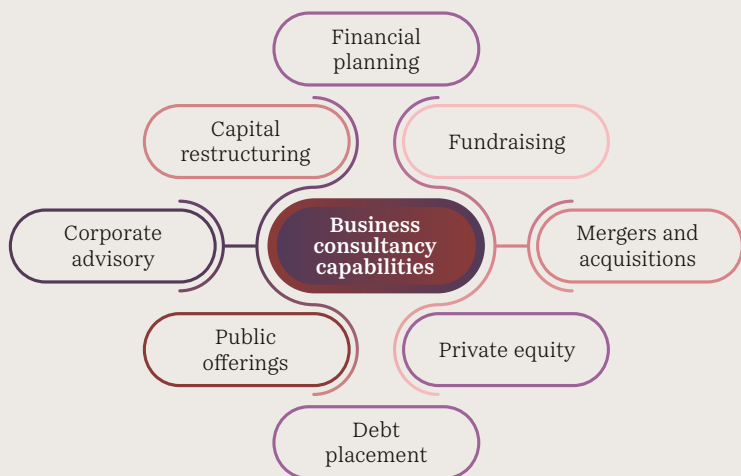 Financial
planning
Capital
restructuring
Fundraising
Corporate
advisory
Business
consultancy
capabilities
Mergers and
acquisitions
Public
offerings
Private equity
Debt
placement